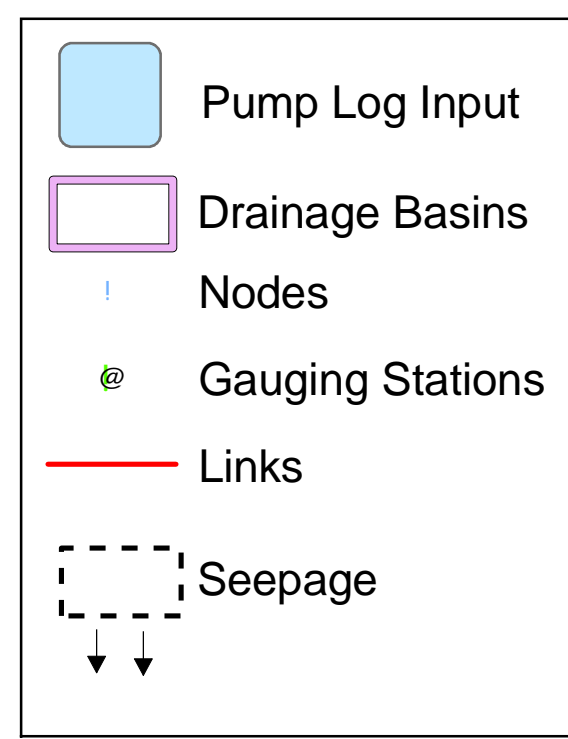 Pump Log Input
Drainage Basins
! Nodes
@ Gauging Stations
Links
Seepage